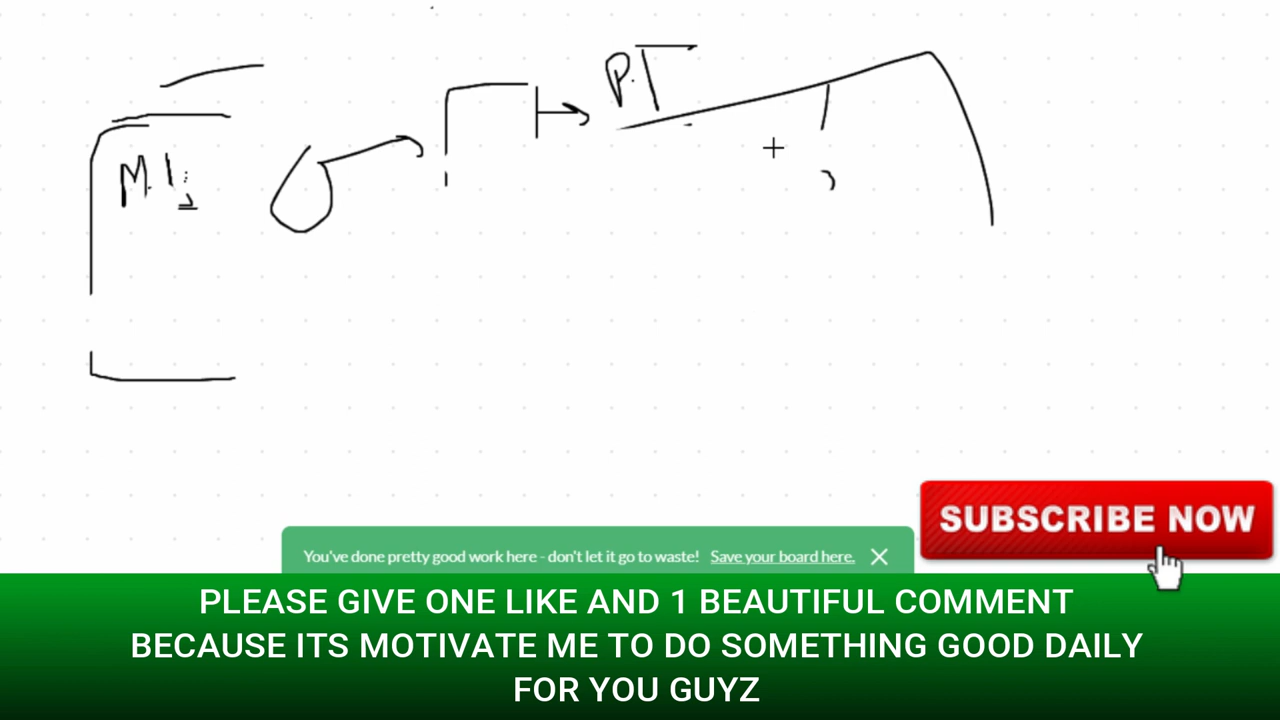 P.T
M.I.
You've done pretty good work here - don't let it go to waste! Save your board here.
SUBSCRIBE NOW
PLEASE GIVE ONE LIKE AND 1 BEAUTIFUL COMMENT
BECAUSE ITS MOTIVATE ME TO DO SOMETHING GOOD DAILY
FOR YOU GUYZ